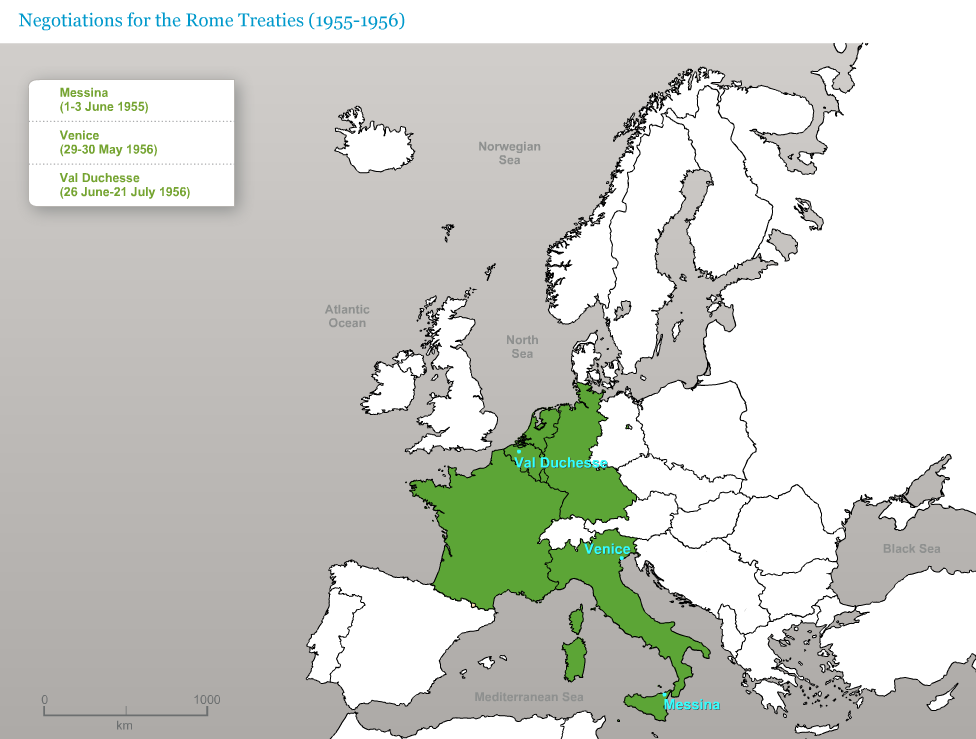 Negotiations for the Rome Treaties (1955-1956)
Messina
(1-3 June 1955)
Venice
(29-30 May 1956)
Val Duchesse
(26 June-21 July 1956)
Norwegian
Sea
Atlantic
Ocean
North
Sea
Val Duchesse
Venice
Black Sea
Mediterranean Sea
Messina
0
1000
km